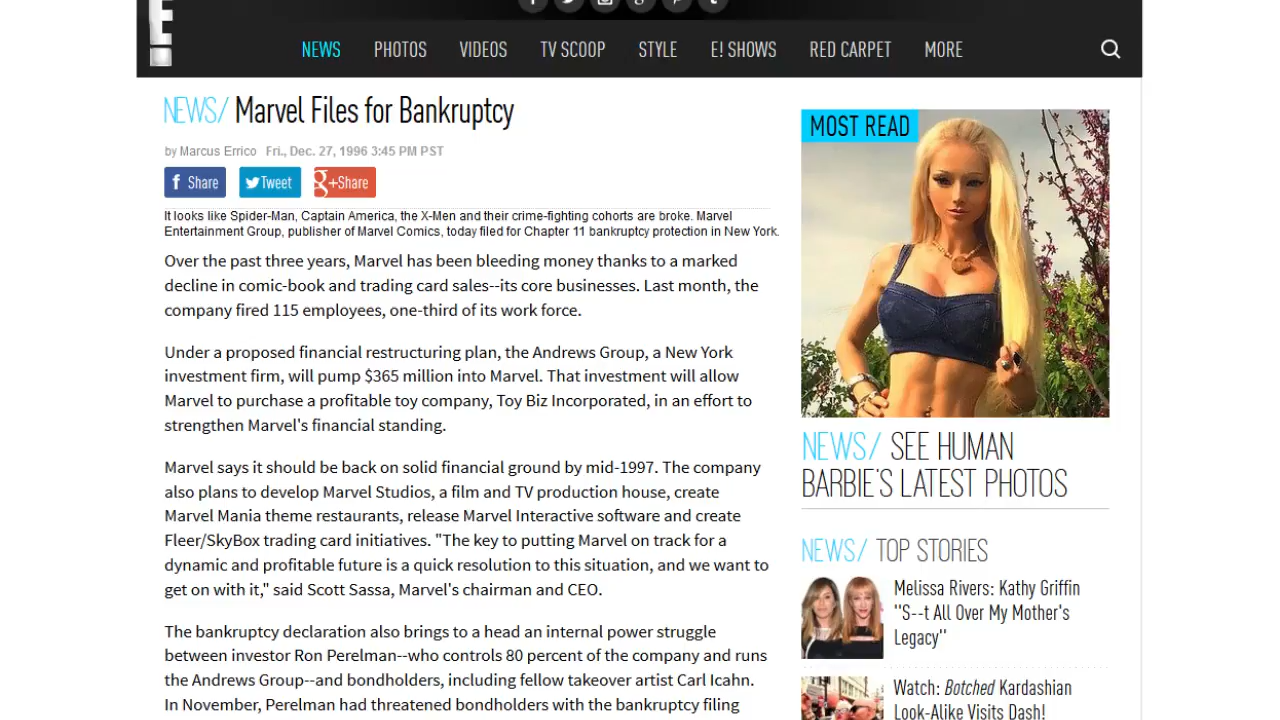 E!
NEWS PHOTOS VIDEOS TV SCOOP STYLE E! SHOWS RED CARPET MORE
NEWS/ Marvel Files for Bankruptcy
by Marcus Errico Fri., Dec. 27, 1996 3:45 PM PST
f Share Tweet g+Share
It looks like Spider-Man, Captain America, the X-Men and their crime-fighting cohorts are broke. Marvel
Entertainment Group, publisher of Marvel Comics, today filed for Chapter 11 bankruptcy protection in New York.
Over the past three years, Marvel has been bleeding money thanks to a marked
decline in comic-book and trading card sales--its core businesses. Last month, the
company fired 115 employees, one-third of its work force.
Under a proposed financial restructuring plan, the Andrews Group, a New York
investment firm, will pump $365 million into Marvel. That investment will allow
Marvel to purchase a profitable toy company, Toy Biz Incorporated, in an effort to
strengthen Marvel's financial standing.
Marvel says it should be back on solid financial ground by mid-1997. The company
also plans to develop Marvel Studios, a film and TV production house, create
Marvel Mania theme restaurants, release Marvel Interactive software and create
Fleer/SkyBox trading card initiatives. "The key to putting Marvel on track for a
dynamic and profitable future is a quick resolution to this situation, and we want to
get on with it," said Scott Sassa, Marvel's chairman and CEO.
The bankruptcy declaration also brings to a head an internal power struggle
between investor Ron Perelman--who controls 80 percent of the company and runs
the Andrews Group--and bondholders, including fellow takeover artist Carl Icahn.
In November, Perelman had threatened bondholders with the bankruptcy filing
MOST READ
NEWS/ SEE HUMAN
BARBIE'S LATEST PHOTOS
NEWS/ TOP STORIES
Melissa Rivers: Kathy Griffin
"S--t All Over My Mother's
Legacy"
Watch: Botched Kardashian
Look-Alike Visits Dash!